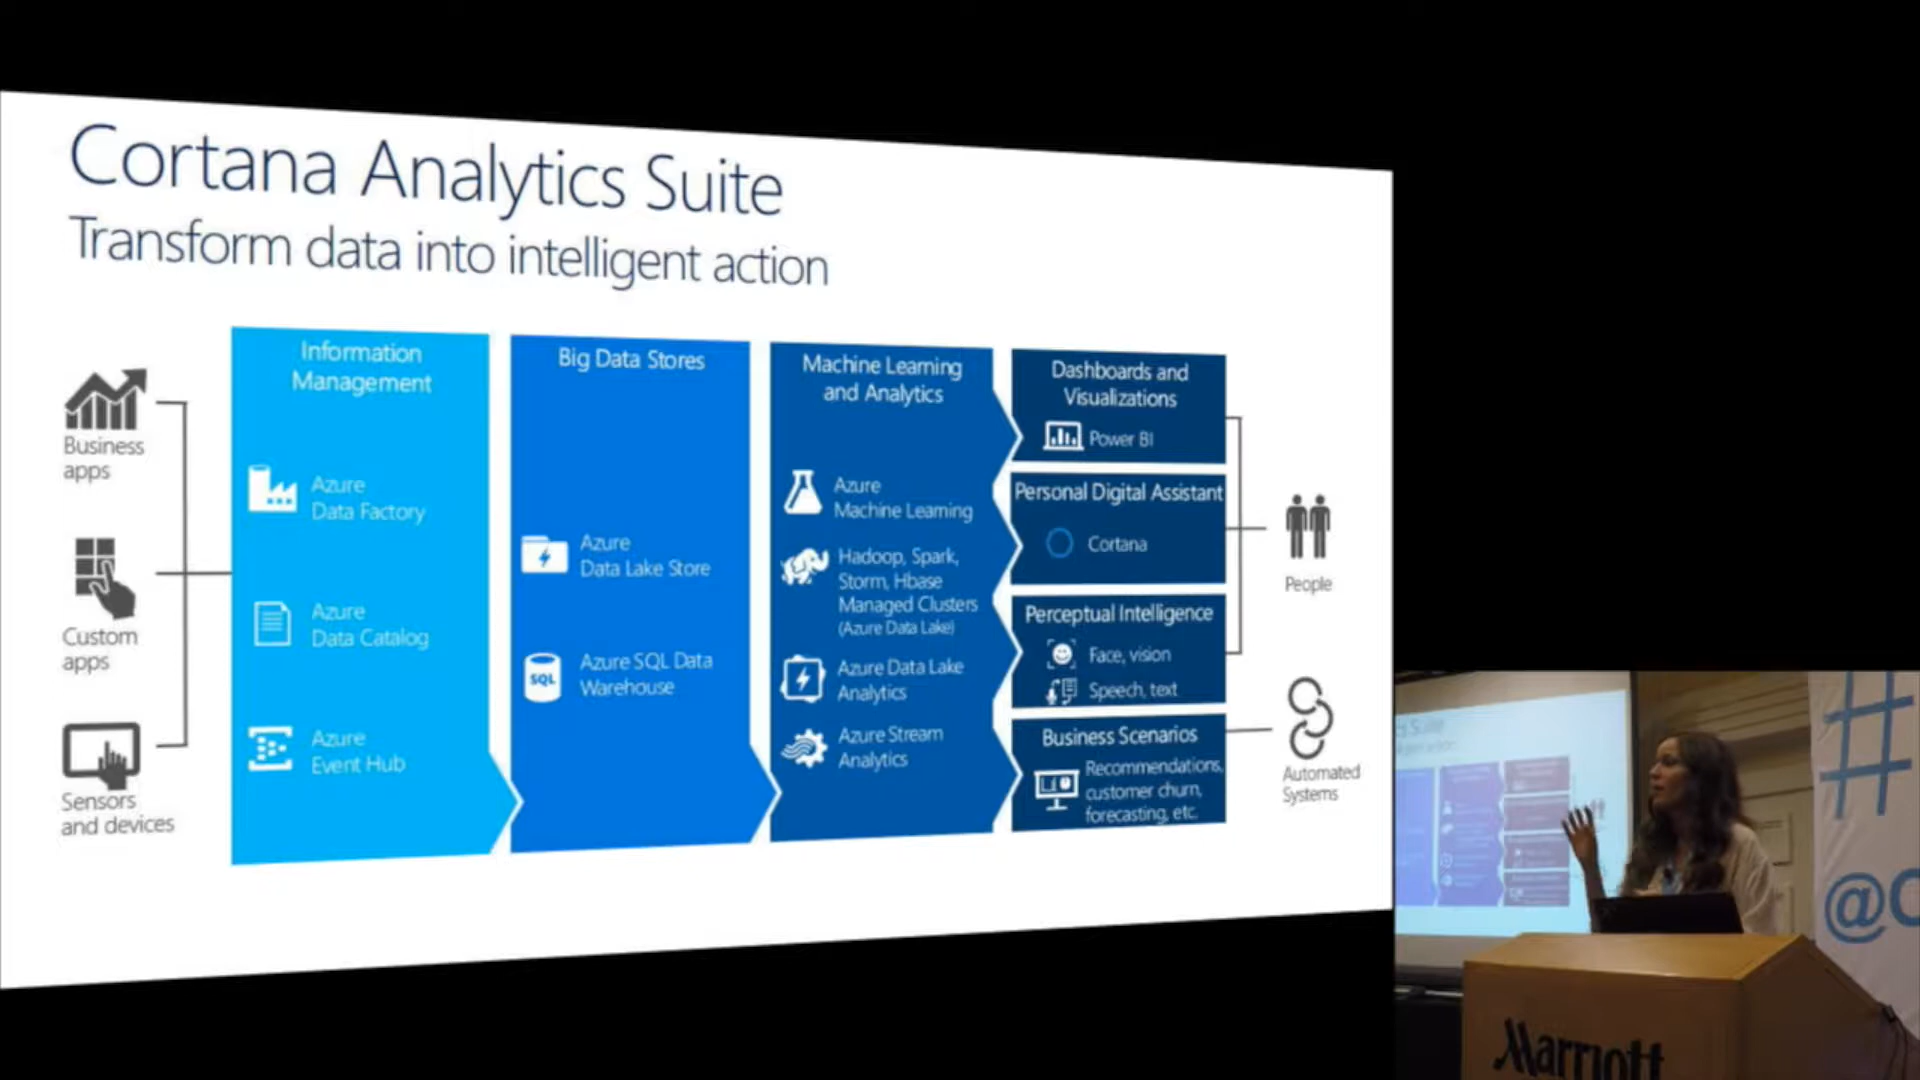 Cortana Analytics Suite
Transform data into intelligent action
Business
apps
Custom
apps
Sensors
and devices
Information
Management
Azure
Data Factory
Azure
Data Catalog
Azure
Event Hub
Big Data Stores
Azure
Data Lake Store
SQL
Azure SQL Data
Warehouse
Machine Learning
and Analytics
Azure
Machine Learning
Hadoop, Spark,
Storm, Hbase
Managed Clusters
(Azure Data Lake)
Azure Data Lake
Analytics
Azure Stream
Analytics
Dashboards and
Visualizations
Power BI
Personal Digital Assistant
Cortana
Perceptual Intelligence
Face, vision
Speech, text
Business Scenarios
Recommendations,
customer churn,
forecasting, etc.
People
Automated
Systems
#
@
Marriott